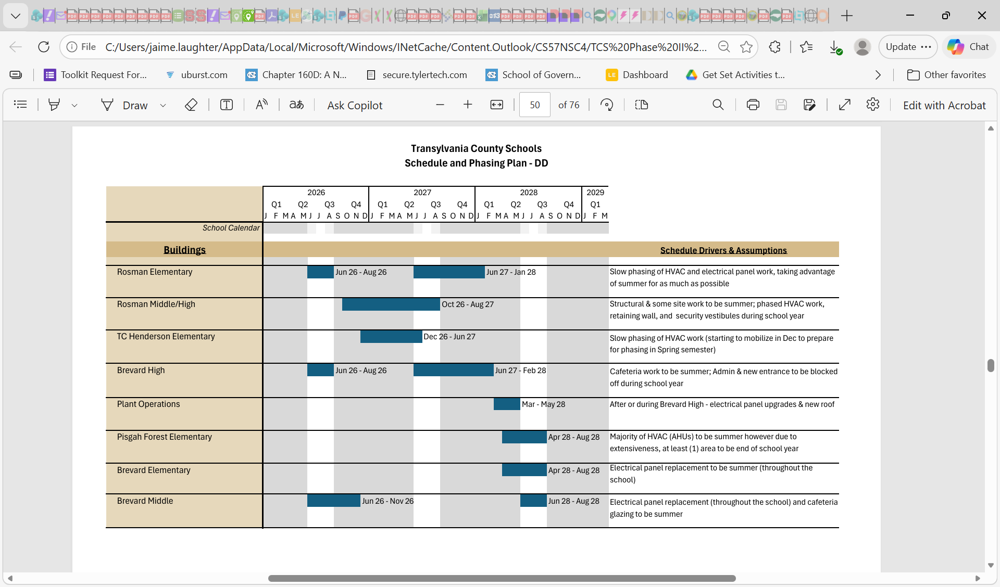 File C:/Users/jaime.laughter/AppData/Local/Microsoft/Windows/INetCache/Content.Outlook/CS57NSC4/TCS%20Phase%20II%2... Update Chat
Toolkit Request For... uburst.com Chapter 160D: A N... secure.tylertech.com School of Govern... LE Dashboard Get Set Activities t... Other favorites
Draw Ask Copilot 50 of 76 Edit with Acrobat
Transylvania County Schools
Schedule and Phasing Plan - DD
2026 2027 2028 2029
Q1 Q2 Q3 Q4 Q1 Q2 Q3 Q4 Q1 Q2 Q3 Q4 Q1
J F M A M J J A S O N D J F M A M J J A S O N D J F M A M J J A S O N D J F M
School Calendar
Buildings Schedule Drivers & Assumptions
Rosman Elementary Jun 26 - Aug 26 Jun 27 - Jan 28 Slow phasing of HVAC and electrical panel work, taking advantage
of summer for as much as possible
Rosman Middle/High Oct 26 - Aug 27 Structural & some site work to be summer; phased HVAC work,
retaining wall, and security vestibules during school year
TC Henderson Elementary Dec 26 - Jun 27 Slow phasing of HVAC work (starting to mobilize in Dec to prepare
for phasing in Spring semester)
Brevard High Jun 26 - Aug 26 Jun 27 - Feb 28 Cafeteria work to be summer; Admin & new entrance to be blocked
off during school year
Plant Operations Mar - May 28 After or during Brevard High - electrical panel upgrades & new roof
Pisgah Forest Elementary Apr 28 - Aug 28 Majority of HVAC (AHUs) to be summer however due to
extensiveness, at least (1) area to be end of school year
Brevard Elementary Apr 28 - Aug 28 Electrical panel replacement to be summer (throughout the
school)
Brevard Middle Jun 26 - Nov 26 Jun 28 - Aug 28 Electrical panel replacement (throughout the school) and cafeteria
glazing to be summer